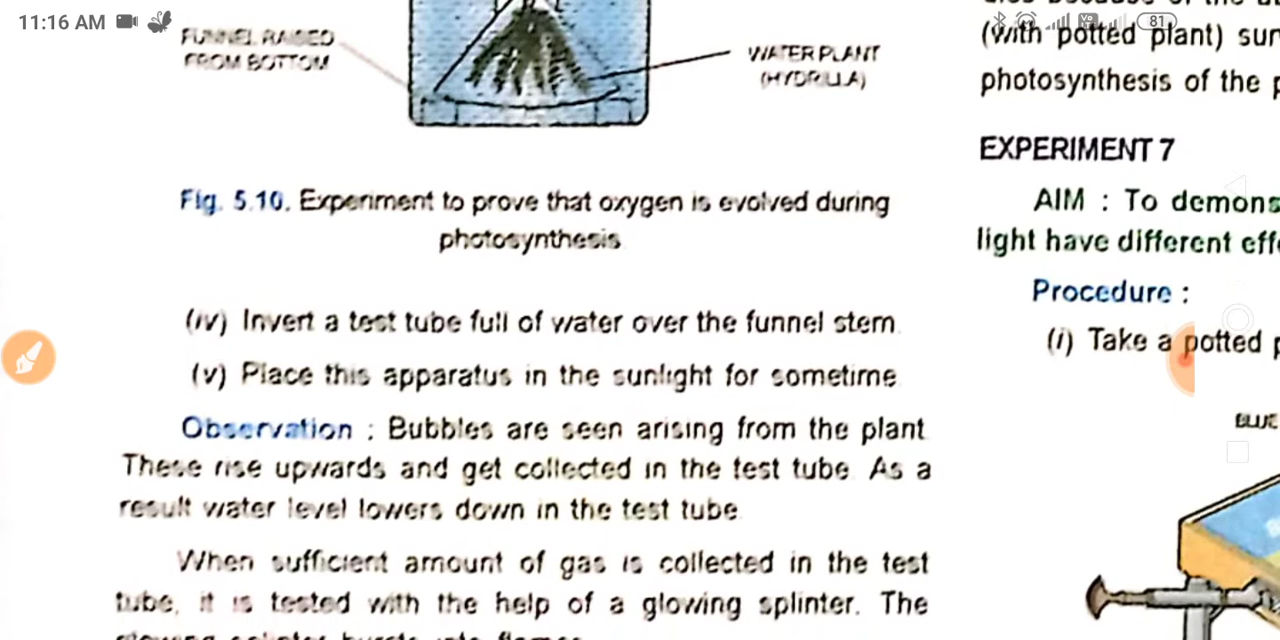 11:16 AM
81
FUNNEL RAISED
FROM BOTTOM
WATER PLANT
(HYDRILLA)
Fig. 5.10. Experiment to prove that oxygen is evolved during
photosynthesis
(iv) Invert a test tube full of water over the funnel stem.
(v) Place this apparatus in the sunlight for sometime.
Observation : Bubbles are seen arising from the plant.
These rise upwards and get collected in the test tube. As a
result water level lowers down in the test tube.
When sufficient amount of gas is collected in the test
tube, it is tested with the help of a glowing splinter. The
(with potted plant)
photosynthesis of the
EXPERIMENT 7
AIM : To demons
light have different eff
Procedure :
(i) Take a potted p
BLUE